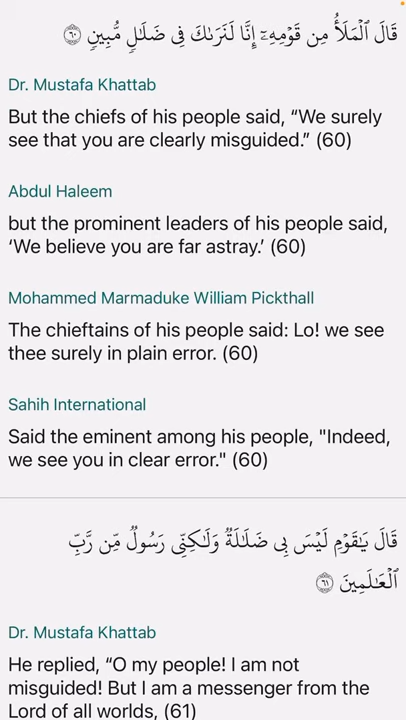 قَالَ ٱلْمَلَأُ مِن قَوْمِهِۦٓ إِنَّا لَنَرَىٰكَ فِى ضَلَـٰلٍ مُّبِينٍ ٦٠
Dr. Mustafa Khattab
But the chiefs of his people said, “We surely
see that you are clearly misguided.” (60)
Abdul Haleem
but the prominent leaders of his people said,
‘We believe you are far astray.’ (60)
Mohammed Marmaduke William Pickthall
The chieftains of his people said: Lo! we see
thee surely in plain error. (60)
Sahih International
Said the eminent among his people, "Indeed,
we see you in clear error." (60)
قَالَ يَـٰقَوْمِ لَيْسَ بِى ضَلَـٰلَةٌ وَلَـٰكِنِّى رَسُولٌ مِّن رَّبِّ
ٱلْعَـٰلَمِينَ ٦١
Dr. Mustafa Khattab
He replied, “O my people! I am not
misguided! But I am a messenger from the
Lord of all worlds, (61)